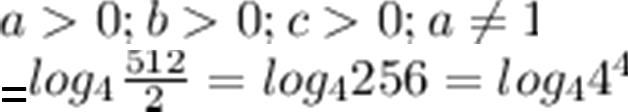 a > 0; b > 0; c > 0; a ≠ 1
=log₄ 512/2 = log₄256 = log₄4⁴